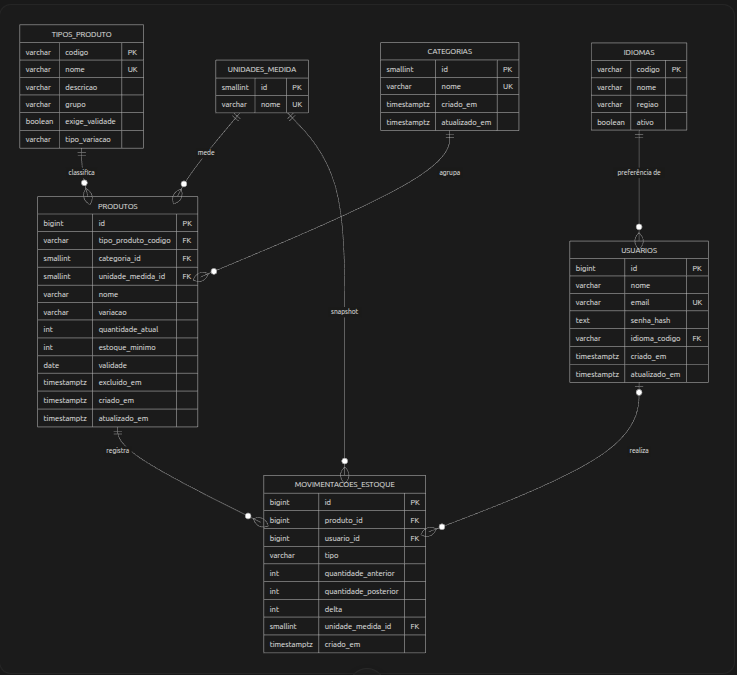 TIPOS_PRODUTO
varchar codigo PK
varchar nome UK
varchar descricao
varchar grupo
boolean exige_validade
varchar tipo_variacao
UNIDADES_MEDIDA
smallint id PK
varchar nome UK
CATEGORIAS
smallint id PK
varchar nome UK
timestamptz criado_em
timestamptz atualizado_em
IDIOMAS
varchar codigo PK
varchar nome
varchar regiao
boolean ativo
classifica
mede
agrupa
preferência de
PRODUTOS
bigint id PK
varchar tipo_produto_codigo FK
smallint categoria_id FK
smallint unidade_medida_id FK
varchar nome
varchar variacao
int quantidade_atual
int estoque_minimo
date validade
timestamptz excluido_em
timestamptz criado_em
timestamptz atualizado_em
snapshot
USUARIOS
bigint id PK
varchar nome
varchar email UK
text senha_hash
varchar idioma_codigo FK
timestamptz criado_em
timestamptz atualizado_em
registra
realiza
MOVIMENTACOES_ESTOQUE
bigint id PK
bigint produto_id FK
bigint usuario_id FK
varchar tipo
int quantidade_anterior
int quantidade_posterior
int delta
smallint unidade_medida_id FK
timestamptz criado_em